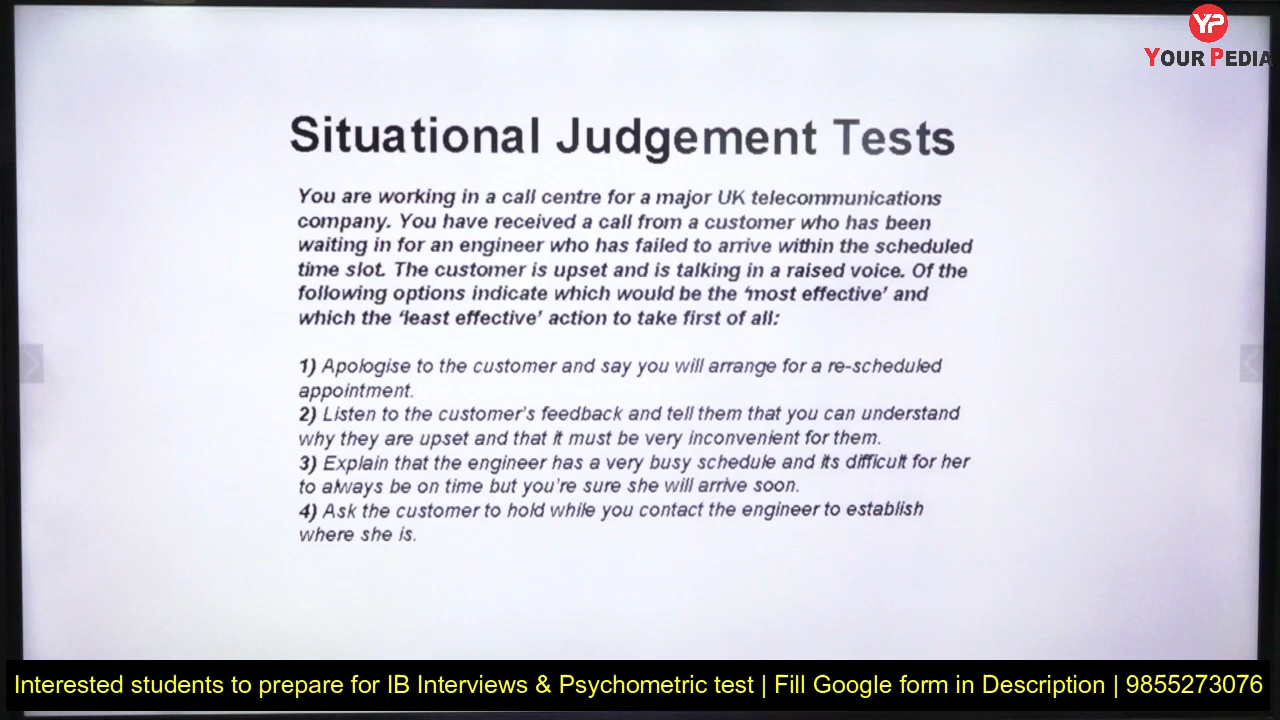 YP
YOUR PEDIA
Situational Judgement Tests
You are working in a call centre for a major UK telecommunications
company. You have received a call from a customer who has been
waiting in for an engineer who has failed to arrive within the scheduled
time slot. The customer is upset and is talking in a raised voice. Of the
following options indicate which would be the 'most effective' and
which the 'least effective' action to take first of all:
1) Apologise to the customer and say you will arrange for a re-scheduled
appointment.
2) Listen to the customer's feedback and tell them that you can understand
why they are upset and that it must be very inconvenient for them.
3) Explain that the engineer has a very busy schedule and its difficult for her
to always be on time but you're sure she will arrive soon.
4) Ask the customer to hold while you contact the engineer to establish
where she is.
Interested students to prepare for IB Interviews & Psychometric test | Fill Google form in Description | 9855273076